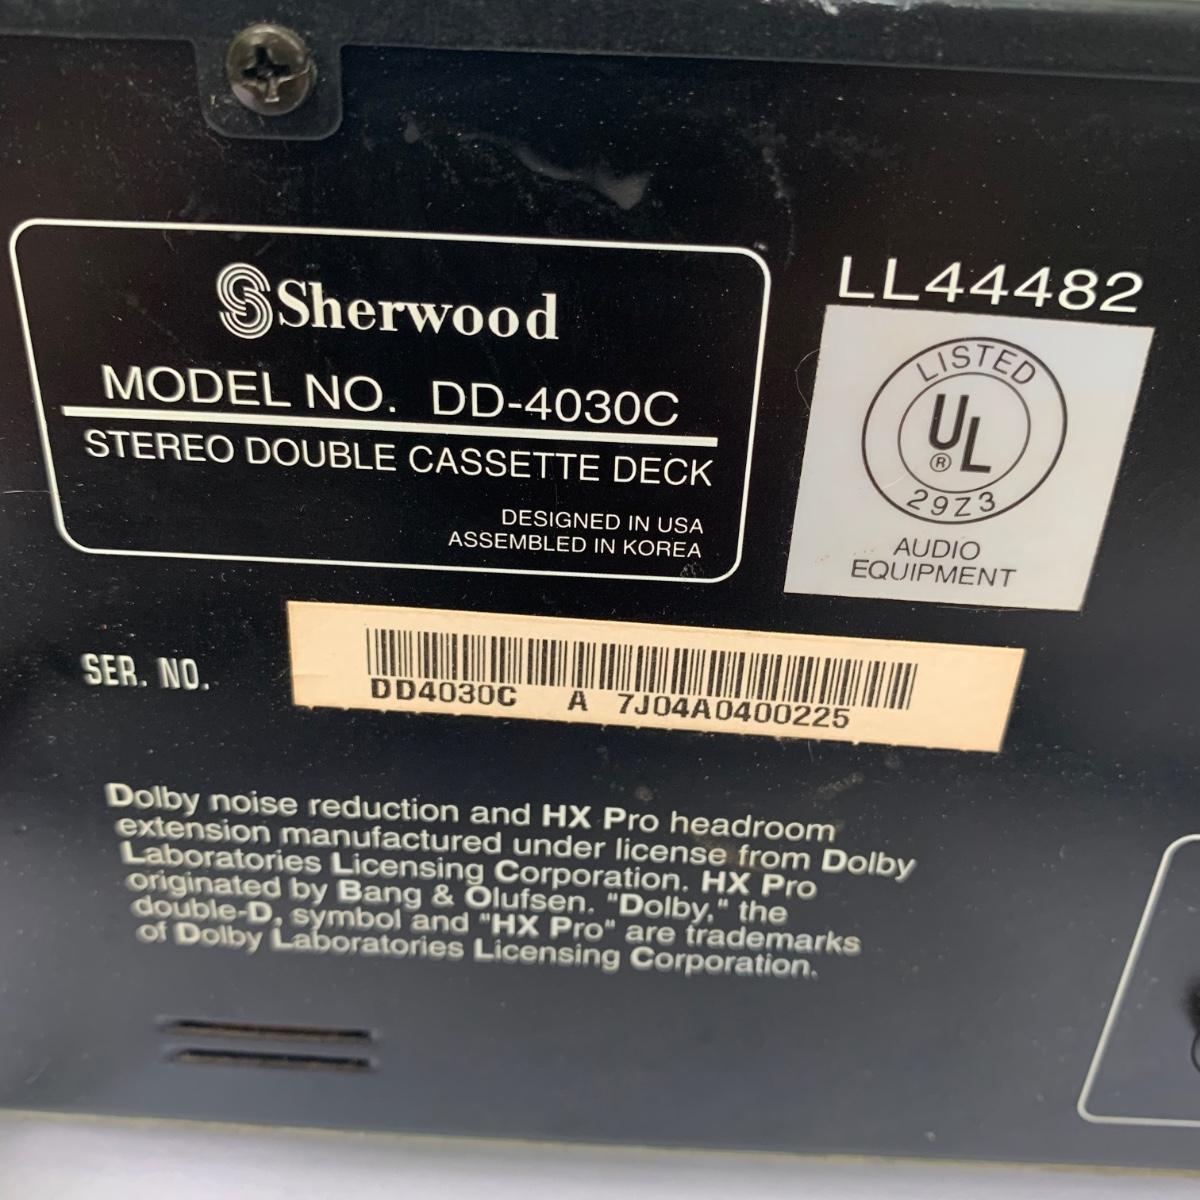 Sherwood
MODEL NO. DD-4030C
STEREO DOUBLE CASSETTE DECK
DESIGNED IN USA
ASSEMBLED IN KOREA
LL44482
LISTED
UL
®
29Z3
AUDIO
EQUIPMENT
SER. NO.
DD4030C A 7J04A0400225
Dolby noise reduction and HX Pro headroom
extension manufactured under license from Dolby
Laboratories Licensing Corporation. HX Pro
originated by Bang & Olufsen. "Dolby," the
double-D, symbol and "HX Pro" are trademarks
of Dolby Laboratories Licensing Corporation.